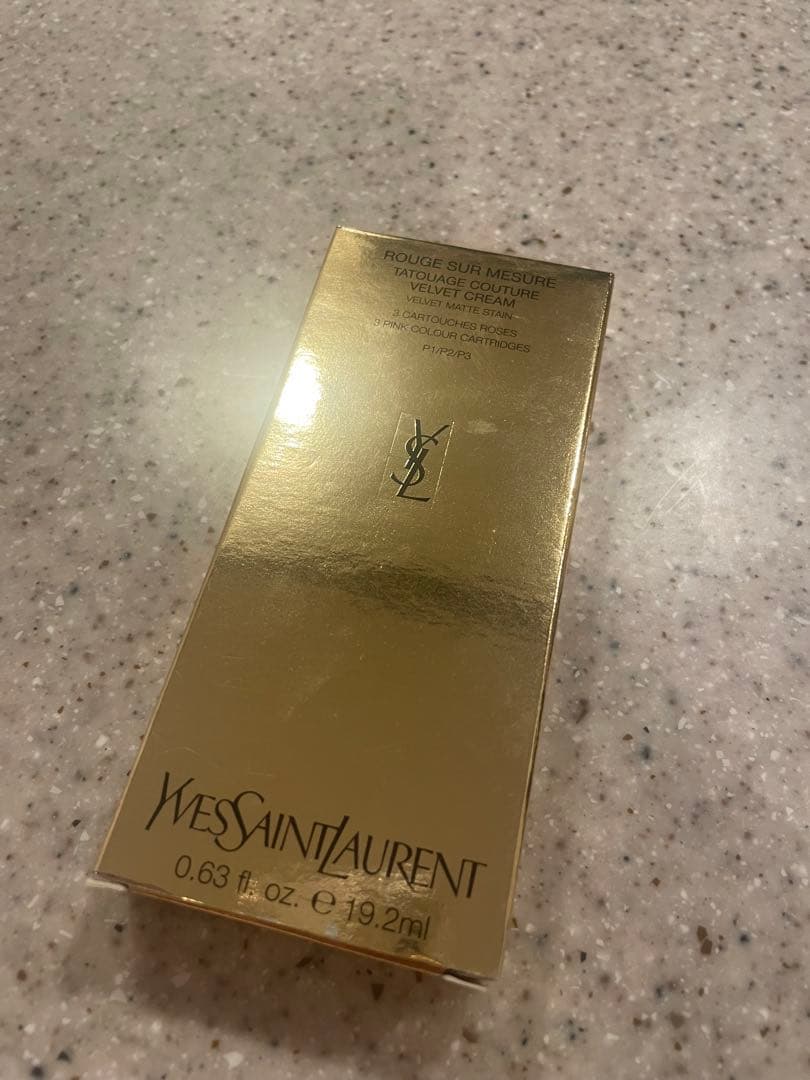 ROUGE SUR MESURE
TATOUAGE COUTURE
VELVET CREAM
VELVET MATTE STAIN
3 CARTOUCHES ROSES
3 PINK COLOUR CARTRIDGES
P1/P2/P3
YSL
YVESSAINTLAURENT
0.63 fl. oz. ℮ 19.2ml